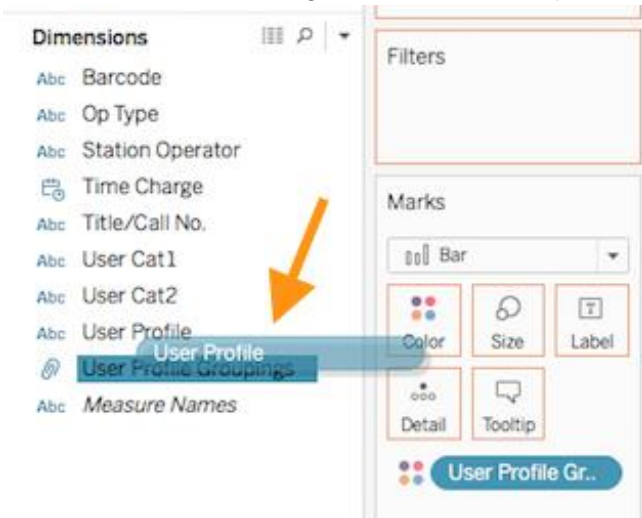 Dimensions
Abc Barcode
Abc Op Type
Abc Station Operator
Time Charge
Abc Title/Call No.
Abc User Cat1
Abc User Cat2
Abc User Profile
User Profile
User Profile Groupings
Abc Measure Names
Filters
Marks
Bar
Color Size Label
T
Detail Tooltip
User Profile Gr..